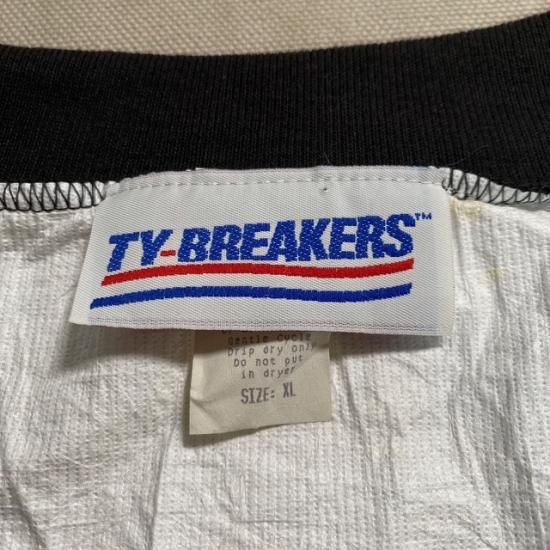 TY-BREAKERS™
Gentle Cycle
Drip dry only
Do not put
in dryer
SIZE: XL